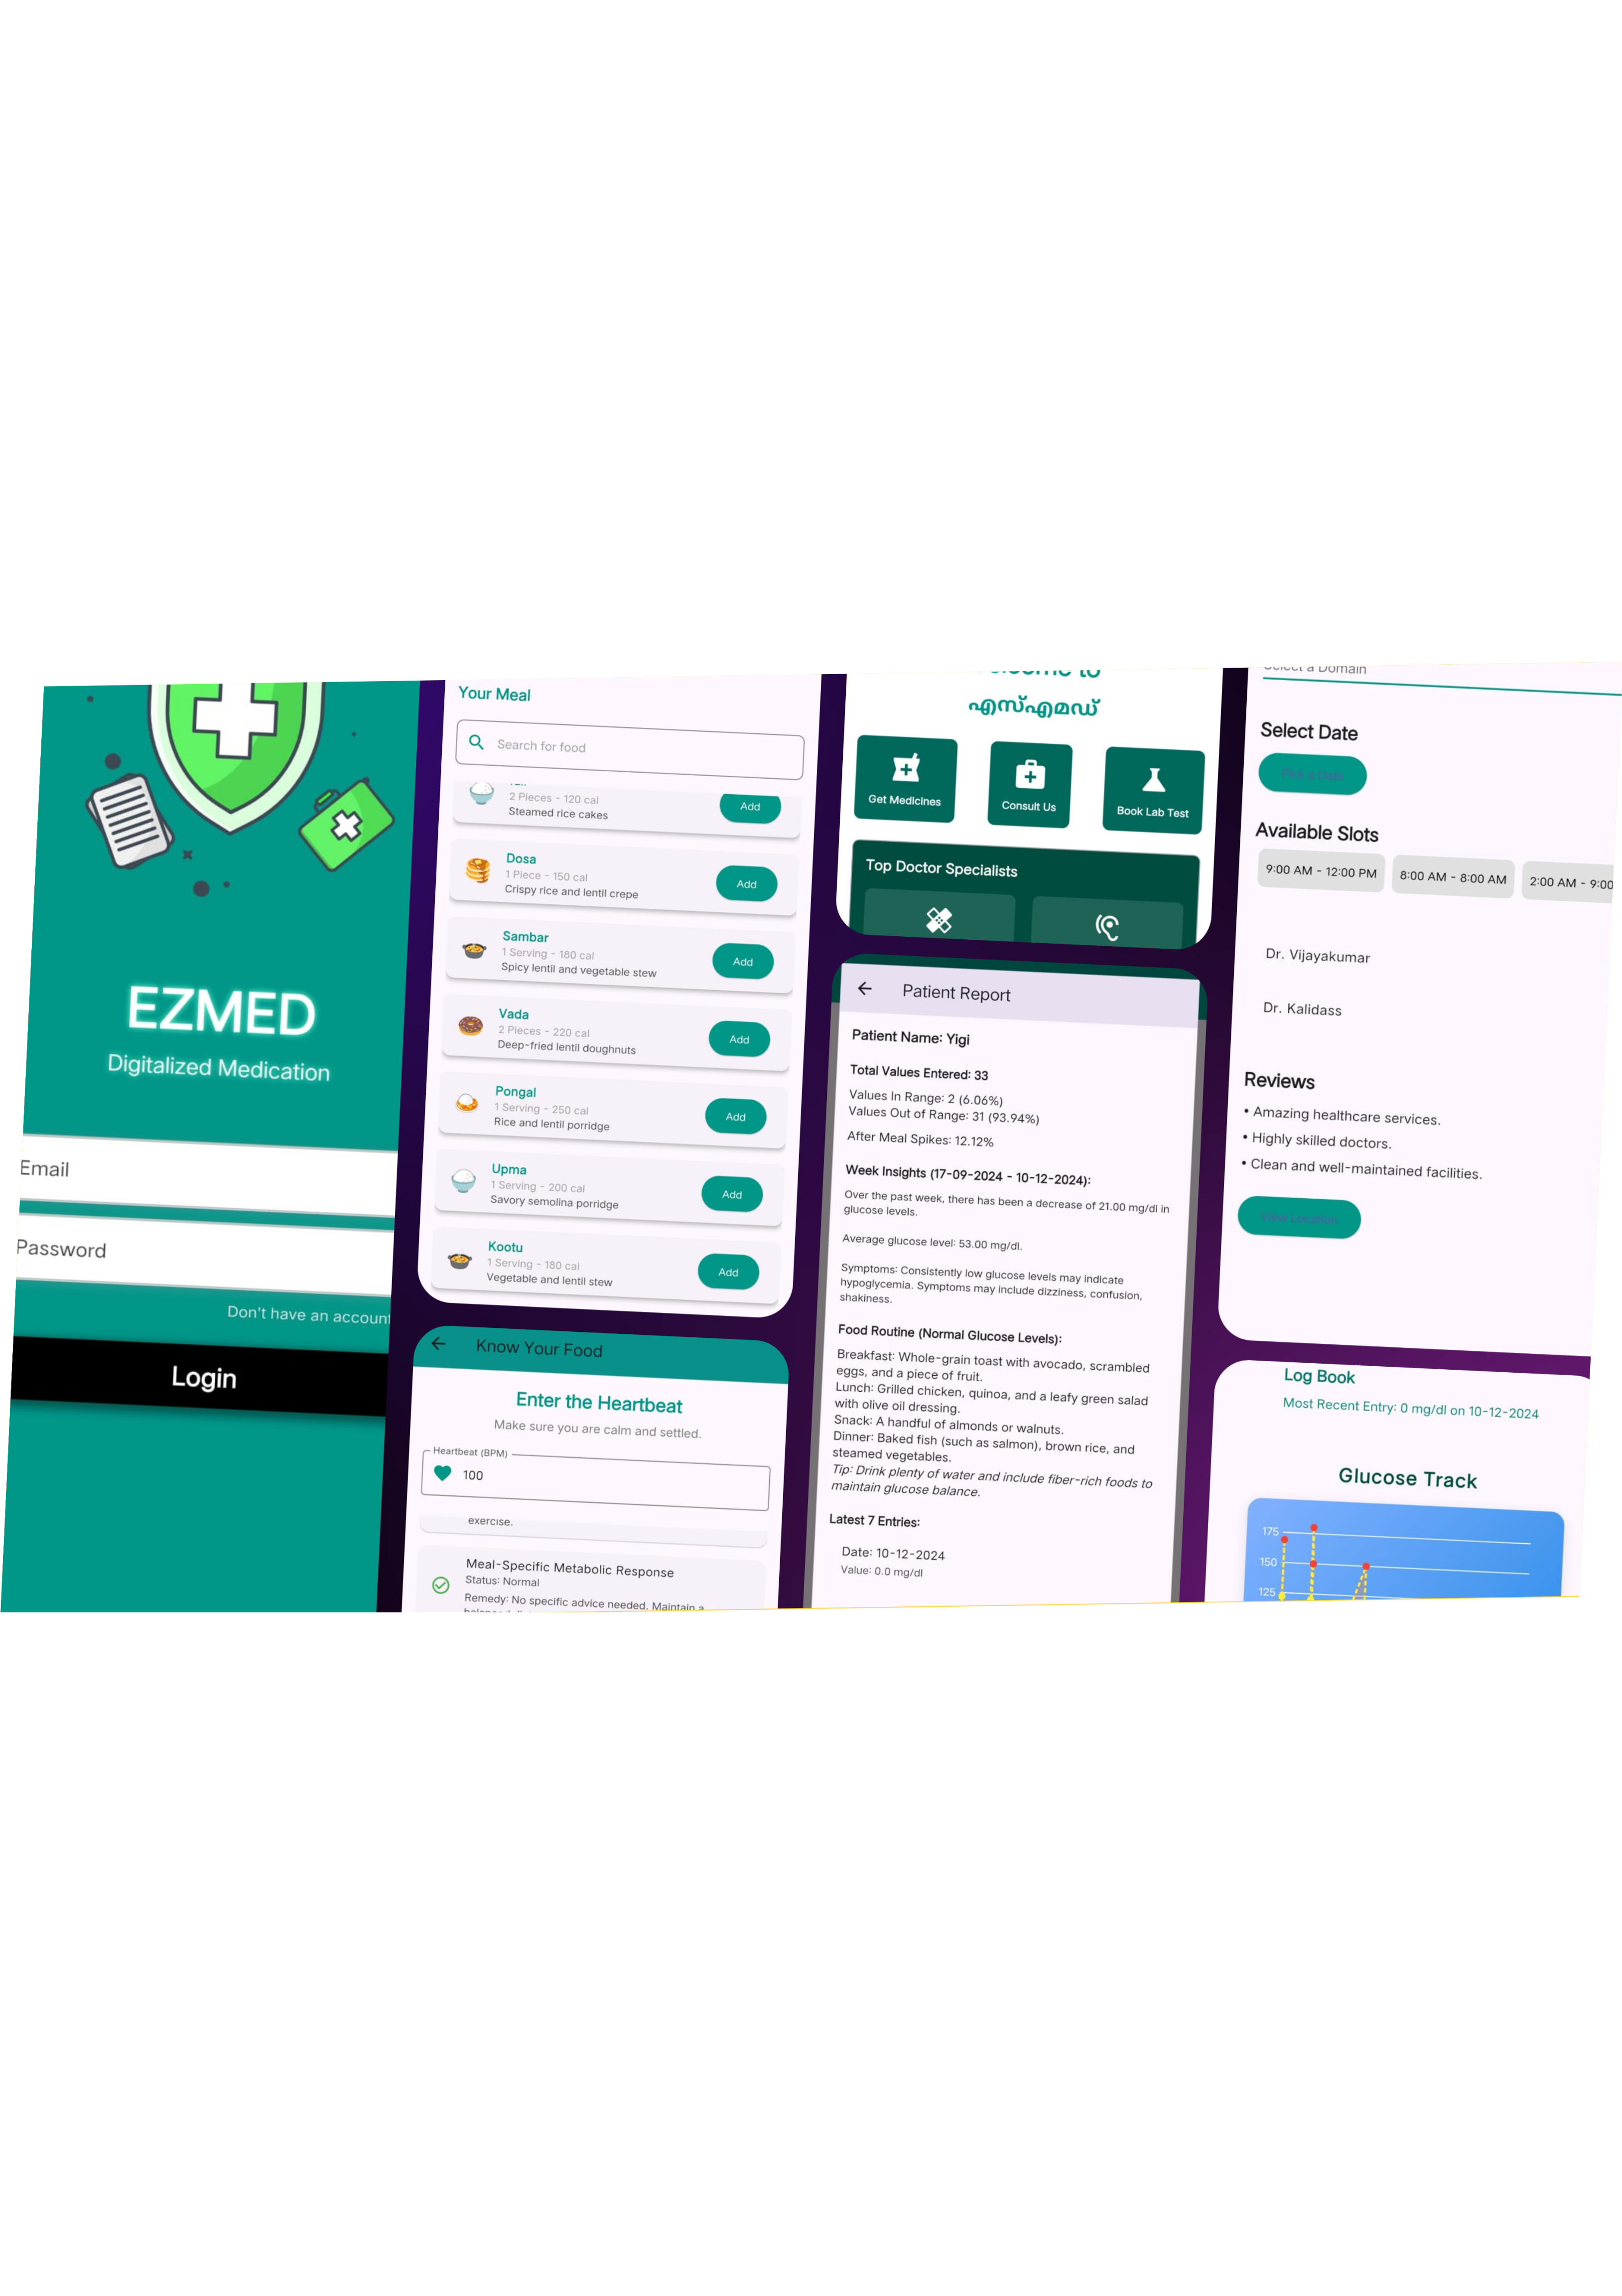 EZMED
Digitalized Medication
Email
Password
Don't have an account
Login
Your Meal
Search for food
2 Pieces - 120 cal
Steamed rice cakes
Add
Dosa
1 Piece - 150 cal
Crispy rice and lentil crepe
Add
Sambar
1 Serving - 180 cal
Spicy lentil and vegetable stew
Add
Vada
2 Pieces - 220 cal
Deep-fried lentil doughnuts
Add
Pongal
1 Serving - 250 cal
Rice and lentil porridge
Add
Upma
1 Serving - 200 cal
Savory semolina porridge
Add
Kootu
1 Serving - 180 cal
Vegetable and lentil stew
Add
Know Your Food
Enter the Heartbeat
Make sure you are calm and settled.
Heartbeat (BPM)
100
exercise.
Meal-Specific Metabolic Response
Status: Normal
Remedy: No specific advice needed. Maintain a
to
എസ്എമഡ്
Get Medicines
Consult Us
Book Lab Test
Top Doctor Specialists
Patient Report
Patient Name: Yigi
Total Values Entered: 33
Values In Range: 2 (6.06%)
Values Out of Range: 31 (93.94%)
After Meal Spikes: 12.12%
Week Insights (17-09-2024 - 10-12-2024):
Over the past week, there has been a decrease of 21.00 mg/dl in
glucose levels.
Average glucose level: 53.00 mg/dl.
Symptoms: Consistently low glucose levels may indicate
hypoglycemia. Symptoms may include dizziness, confusion,
shakiness.
Food Routine (Normal Glucose Levels):
Breakfast: Whole-grain toast with avocado, scrambled
eggs, and a piece of fruit.
Lunch: Grilled chicken, quinoa, and a leafy green salad
with olive oil dressing.
Snack: A handful of almonds or walnuts.
Dinner: Baked fish (such as salmon), brown rice, and
steamed vegetables.
Tip: Drink plenty of water and include fiber-rich foods to
maintain glucose balance.
Latest 7 Entries:
Date: 10-12-2024
Value: 0.0 mg/dl
Select a Domain
Select Date
Pick a Date
Available Slots
9:00 AM - 12:00 PM
8:00 AM - 8:00 AM
2:00 AM - 9:00
Dr. Vijayakumar
Dr. Kalidass
Reviews
• Amazing healthcare services.
• Highly skilled doctors.
• Clean and well-maintained facilities.
View Location
Log Book
Most Recent Entry: 0 mg/dl on 10-12-2024
Glucose Track
175
150
125